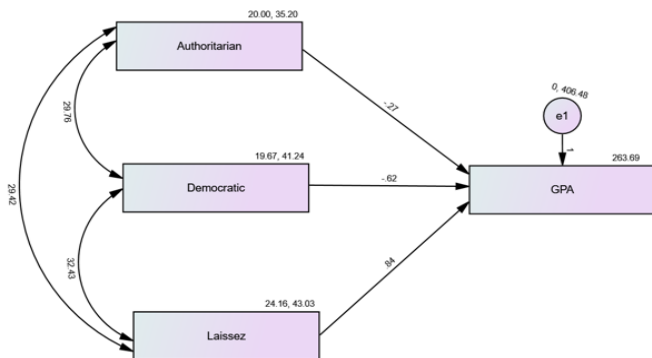 20.00, 35.20
Authoritarian
-.27
0, 406.48
e1
1
29.76
29.42
19.67, 41.24
Democratic
-.62
263.69
GPA
32.43
.84
24.16, 43.03
Laissez